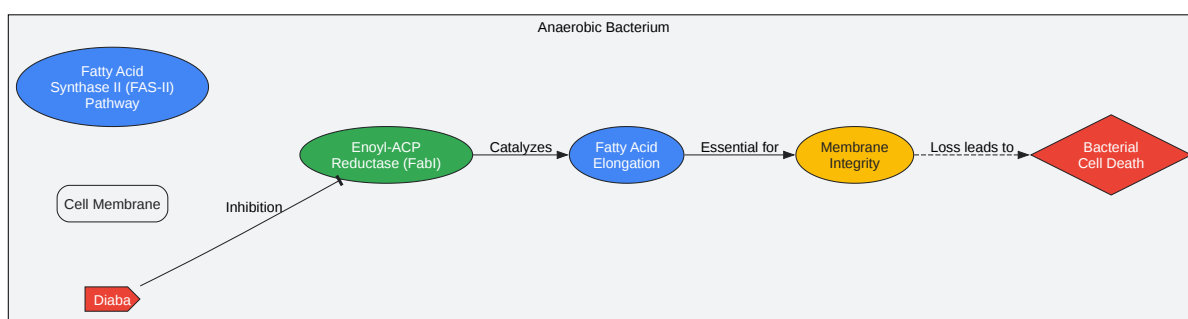 Anaerobic Bacterium
Fatty Acid
Synthase II (FAS-II)
Pathway
Enoyl-ACP
Reductase (FabI)
Catalyzes
Fatty Acid
Elongation
Essential for
Membrane
Integrity
Loss leads to
Bacterial
Cell Death
Cell Membrane
Inhibition
Diaba